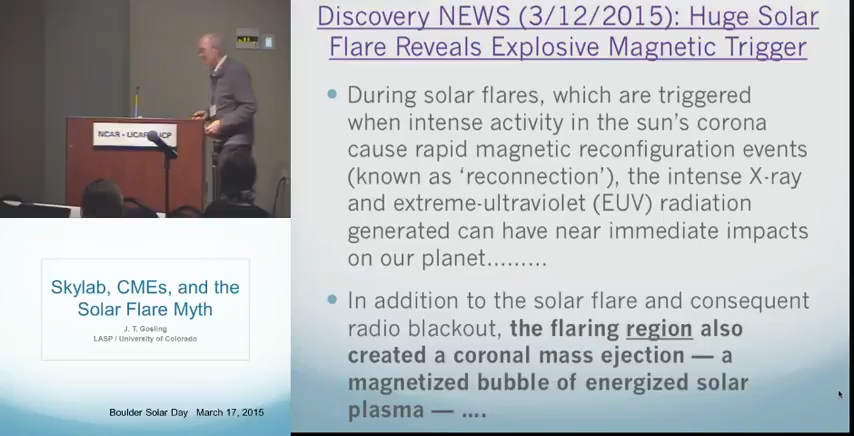 Discovery NEWS (3/12/2015): Huge Solar
Flare Reveals Explosive Magnetic Trigger
During solar flares, which are triggered
when intense activity in the sun's corona
cause rapid magnetic reconfiguration events
(known as ‘reconnection’), the intense X-ray
and extreme-ultraviolet (EUV) radiation
generated can have near immediate impacts
on our planet.........
In addition to the solar flare and consequent
radio blackout, the flaring region also
created a coronal mass ejection — a
magnetized bubble of energized solar
plasma — ....
NCAR - UCAR
Skylab, CMEs, and the
Solar Flare Myth
J. T. Gosling
LASP / University of Colorado
Boulder Solar Day March 17, 2015